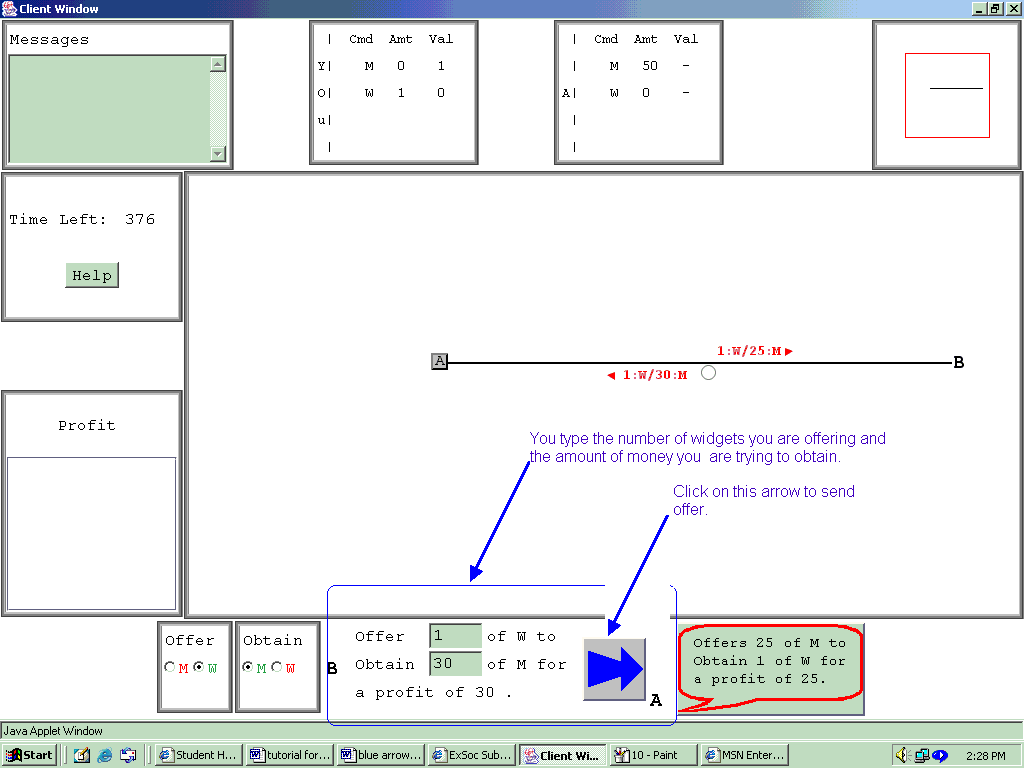 Client Window
Messages
| Cmd Amt Val
Y| M 0 1
O| W 1 0
u|
|
| Cmd Amt Val
| M 50 -
A| W 0 -
|
|
Time Left: 376
Help
1:W/25:M
A
B
1:W/30:M
Profit
You type the number of widgets you are offering and
the amount of money you are trying to obtain.
Click on this arrow to send
offer.
Offer
M W
Obtain
M W
B
Offer 1 of W to
Obtain 30 of M for
a profit of 30 .
A
Offers 25 of M to
Obtain 1 of W for
a profit of 25.
Java Applet Window
Start
Student H...
tutorial for...
blue arrow...
ExSoc Sub...
Client Wi...
10 - Paint
MSN Enter...
2:28 PM